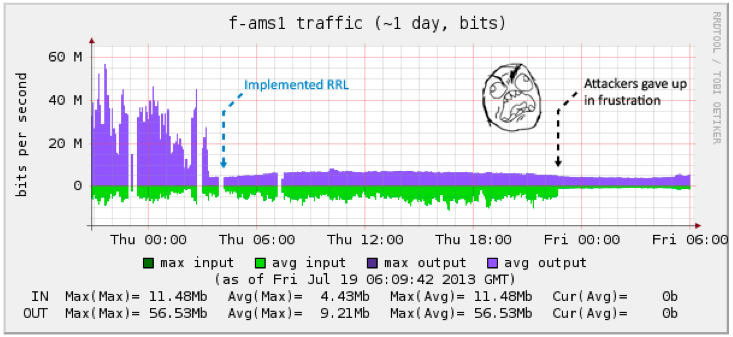 f-ams1 traffic (~1 day, bits)
RRDTOOL / TOBI OETIKER
bits per second
60 M
40 M
20 M
0
Implemented RRL
Attackers gave up
in frustration
Thu 00:00 Thu 06:00 Thu 12:00 Thu 18:00 Fri 00:00 Fri 06:00
max input avg input max output avg output
(as of Fri Jul 19 06:09:42 2013 GMT)
IN Max(Max)= 11.48Mb Avg(Max)= 4.43Mb Max(Avg)= 11.48Mb Cur(Avg)= 0b
OUT Max(Max)= 56.53Mb Avg(Max)= 9.21Mb Max(Avg)= 56.53Mb Cur(Avg)= 0b